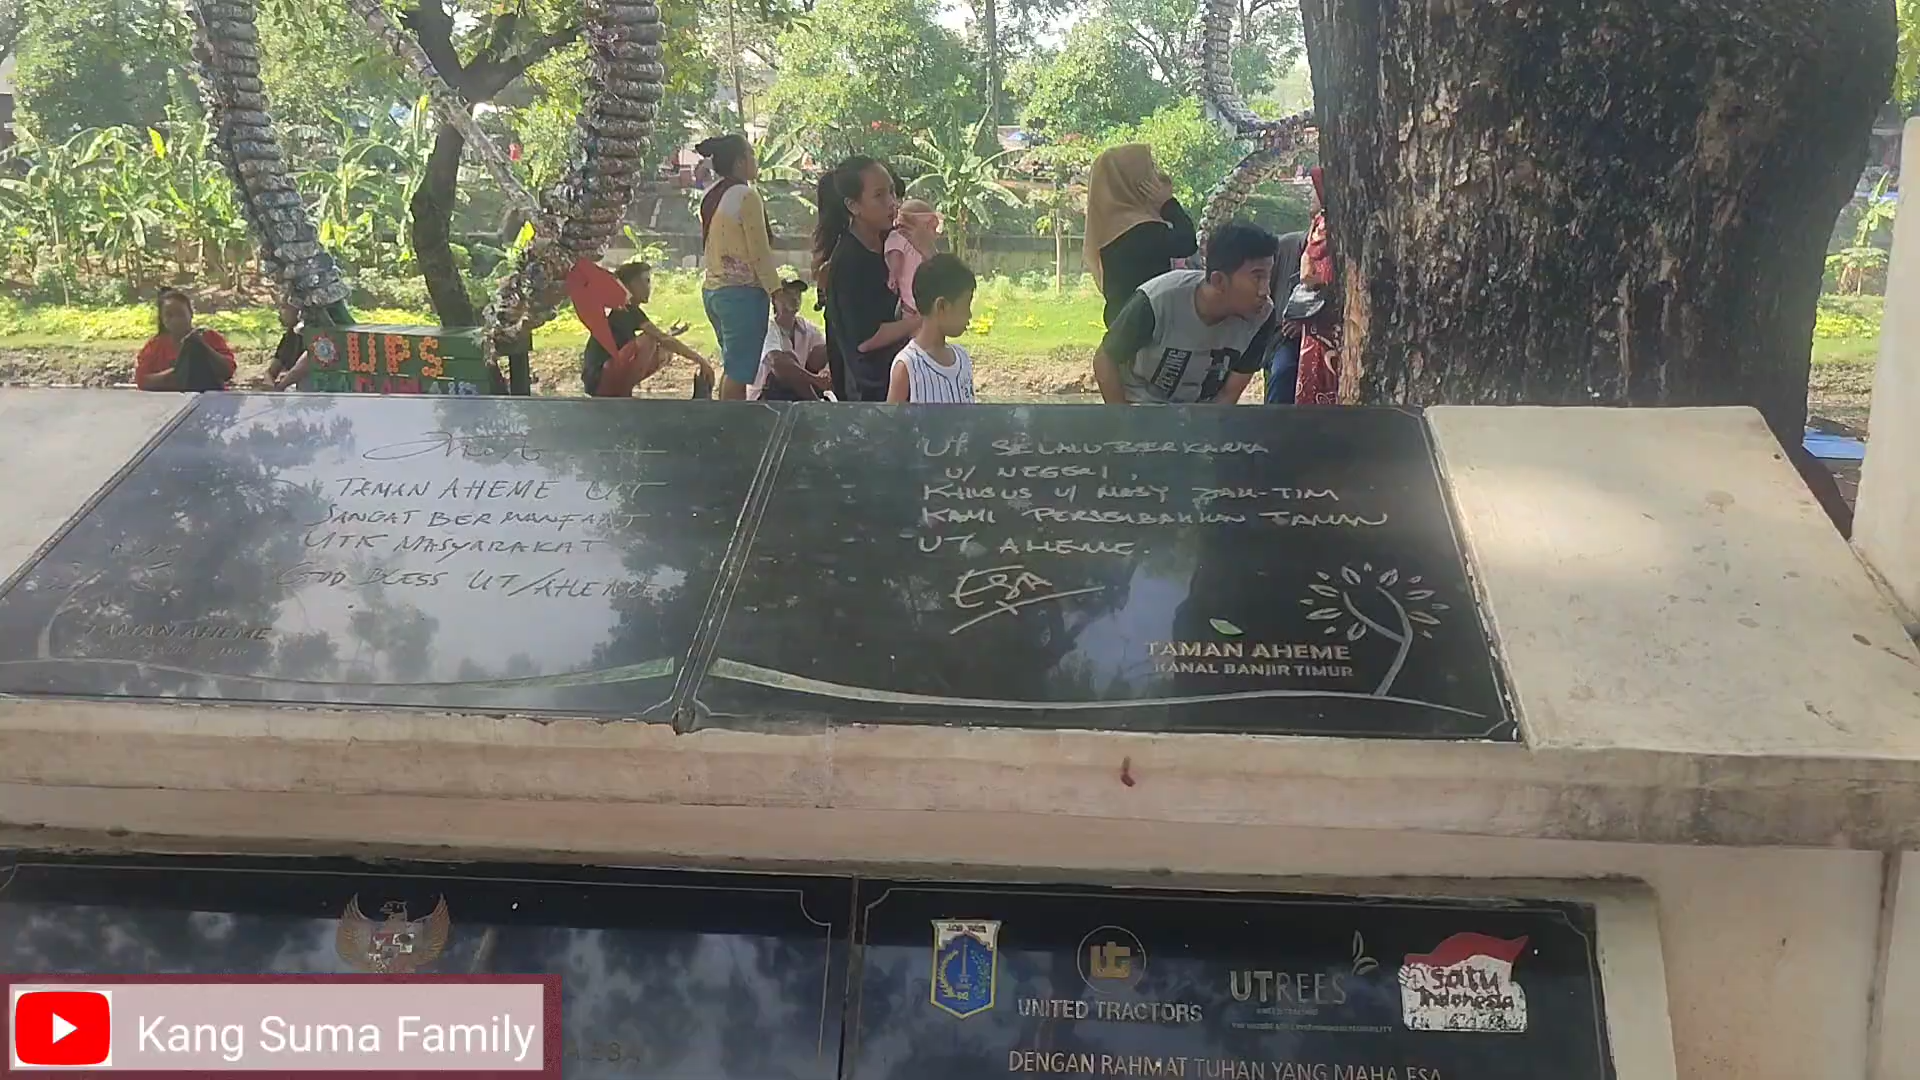 UPS
TAMAN AHEME UT
SANGAT BERMANFAAT
UTK MASYARAKAT
GOD BLESS UT/AHEME
TAMAN AHEME
UT SELALU BERKARYA
U/ NEGERI,
KHUSUS U/ MASY JAK-TIM
KAMI PERSEMBAHKAN TAMAN
UT AHEME.
ESA
TAMAN AHEME
KANAL BANJIR TIMUR
UNITED TRACTORS
UTREES
satu
indonesia
DENGAN RAHMAT TUHAN YANG MAHA ESA
Kang Suma Family